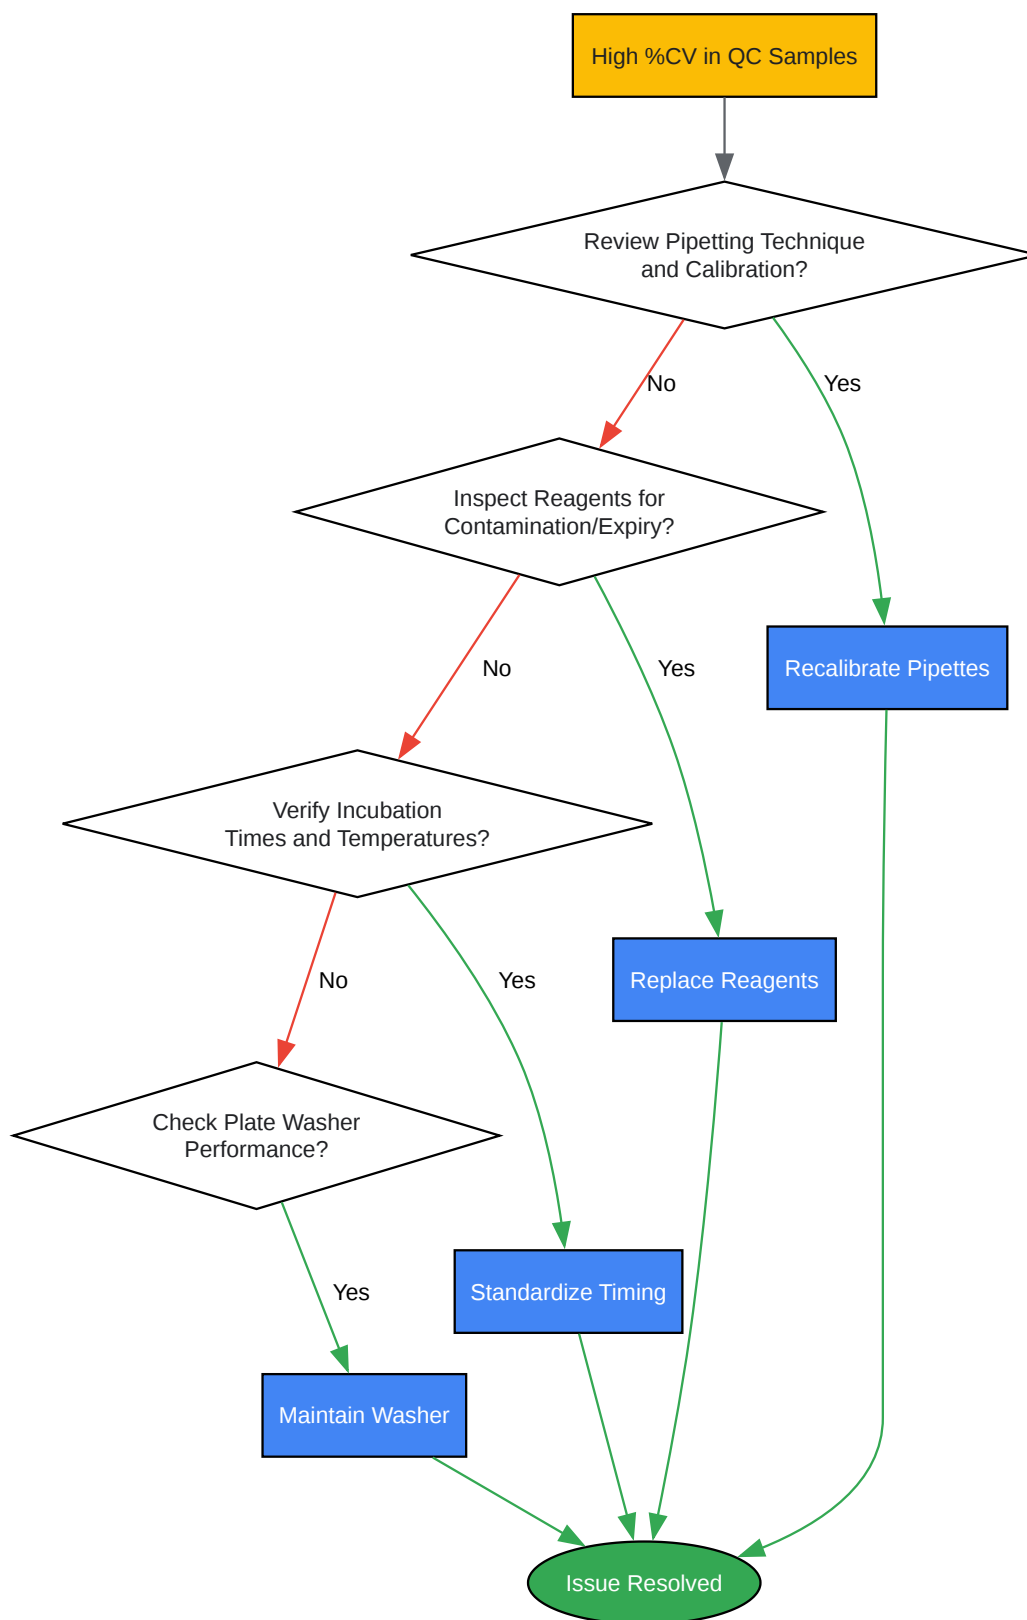 High %CV in QC Samples
Review Pipetting Technique
and Calibration?
No
Yes
Inspect Reagents for
Contamination/Expiry?
No
Yes
Recalibrate Pipettes
Verify Incubation
Times and Temperatures?
No
Yes
Replace Reagents
Check Plate Washer
Performance?
Yes
Standardize Timing
Maintain Washer
Issue Resolved